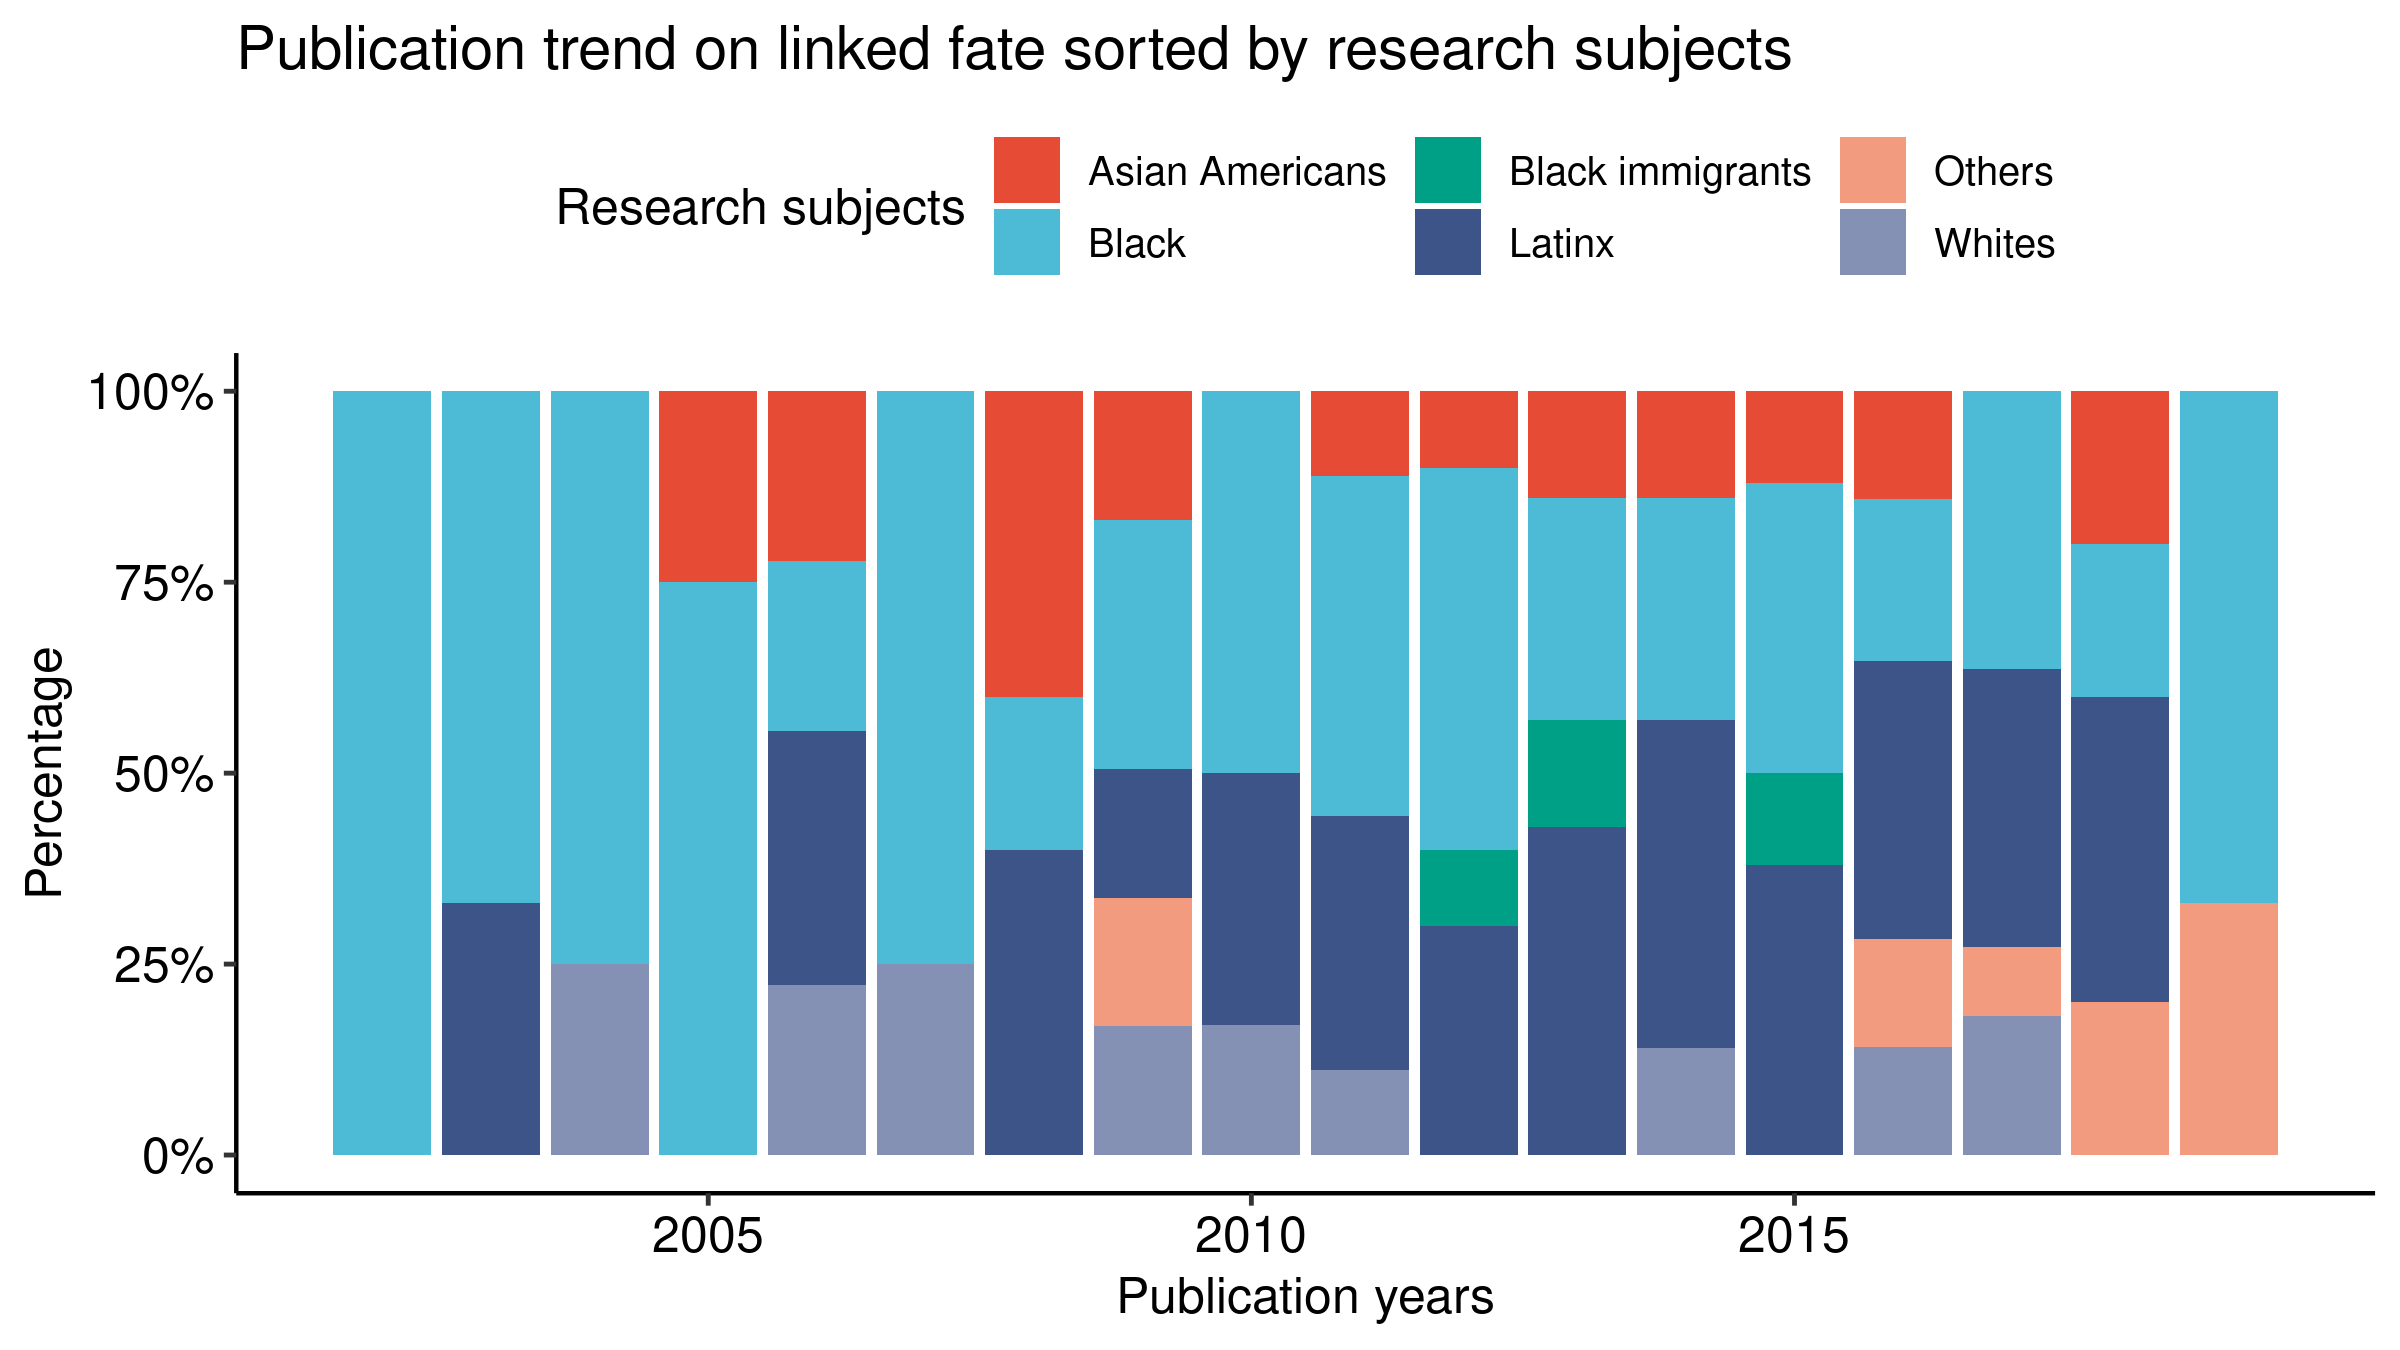 Publication trend on linked fate sorted by research subjects
Research subjects
Asian Americans
Black immigrants
Others
Black
Latinx
Whites
Percentage
100%
75%
50%
25%
0%
2005
2010
2015
Publication years